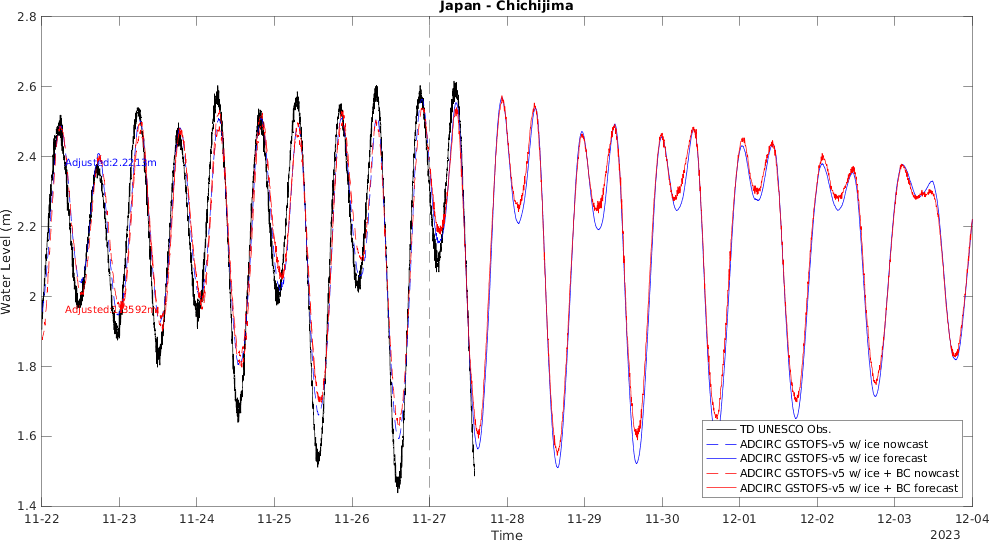 Japan - Chichijima
2.8
2.6
2.4
2.2
2
1.8
1.6
1.4
Water Level (m)
Adjusted:2.2213m
TD UNESCO Obs.
ADCIRC GSTOFS-v5 w/ ice nowcast
ADCIRC GSTOFS-v5 w/ ice forecast
ADCIRC GSTOFS-v5 w/ ice + BC nowcast
ADCIRC GSTOFS-v5 w/ ice + BC forecast
11-22
11-23
11-24
11-25
11-26
11-27
11-28
11-29
11-30
12-01
12-02
12-03
12-04
Time
2023